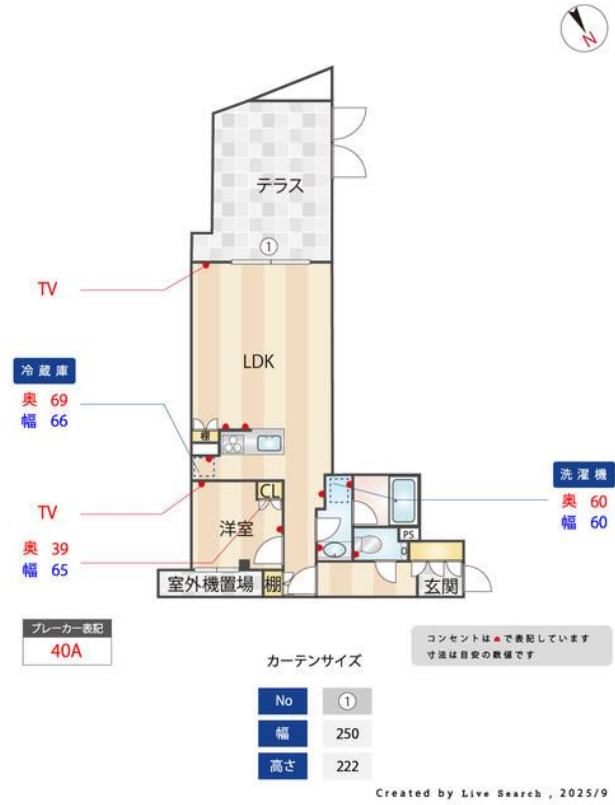 N
テラス
①
TV
LDK
冷蔵庫
奥 69
幅 66
棚
洗濯機
奥 60
幅 60
TV
CL
洋室
奥 39
幅 65
PS
室外機置場
棚
玄関
ブレーカー表記
40A
コンセントは で表記しています
寸法は目安の数値です
カーテンサイズ
No ①
幅 250
高さ 222
Created by Live Search , 2025/9